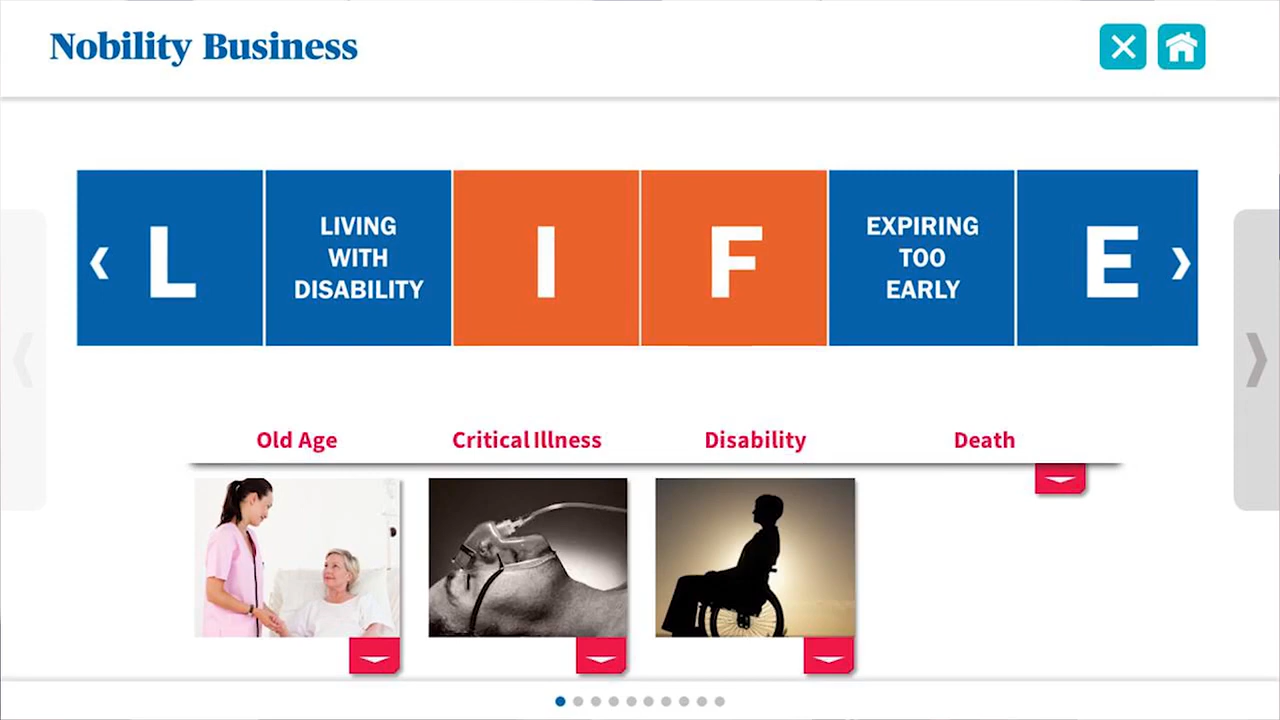 Nobility Business
L
LIVING
WITH
DISABILITY
I
F
EXPIRING
TOO
EARLY
E
Old Age
Critical Illness
Disability
Death